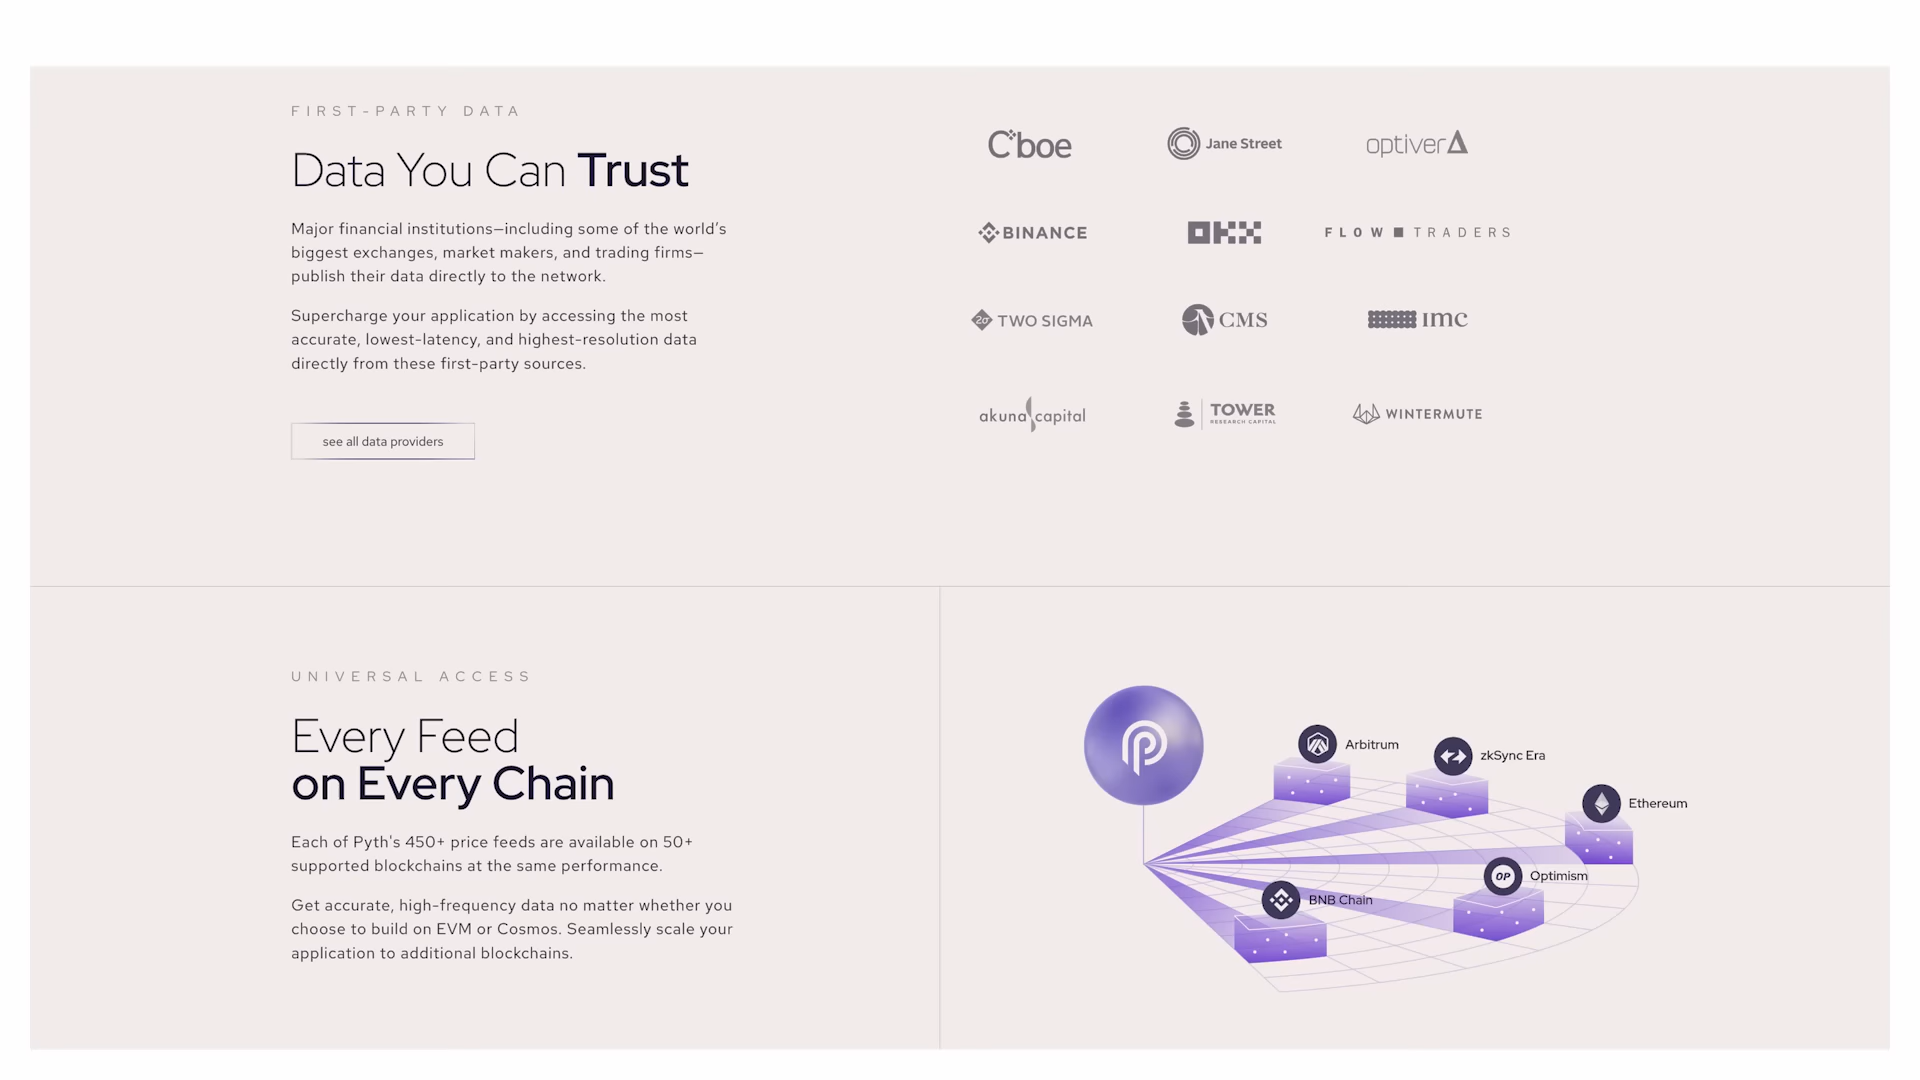 FIRST-PARTY DATA
Data You Can Trust
Major financial institutions—including some of the world's
biggest exchanges, market makers, and trading firms—
publish their data directly to the network.
Supercharge your application by accessing the most
accurate, lowest-latency, and highest-resolution data
directly from these first-party sources.
see all data providers
Cboe
Jane Street
optiver
BINANCE
OKX
FLOW TRADERS
2σ TWO SIGMA
CMS
imc
akuna capital
TOWER
RESEARCH CAPITAL
WINTERMUTE
UNIVERSAL ACCESS
Every Feed
on Every Chain
Each of Pyth's 450+ price feeds are available on 50+
supported blockchains at the same performance.
Get accurate, high-frequency data no matter whether you
choose to build on EVM or Cosmos. Seamlessly scale your
application to additional blockchains.
Arbitrum
zkSync Era
Ethereum
OP Optimism
BNB Chain